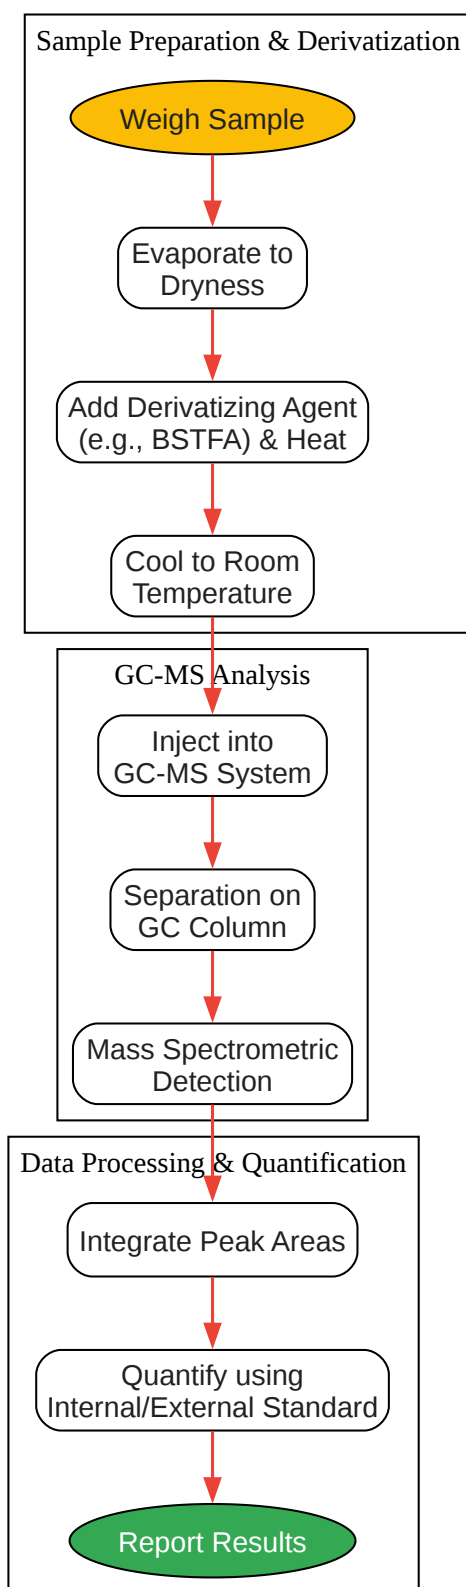 Sample Preparation & Derivatization
Weigh Sample
Evaporate to
Dryness
Add Derivatizing Agent
(e.g., BSTFA) & Heat
Cool to Room
Temperature
GC-MS Analysis
Inject into
GC-MS System
Separation on
GC Column
Mass Spectrometric
Detection
Data Processing & Quantification
Integrate Peak Areas
Quantify using
Internal/External Standard
Report Results